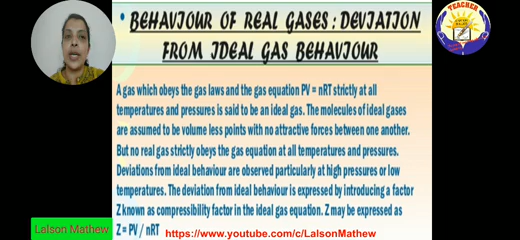 TEACHER
• BEHAVIOUR OF REAL GASES : DEVIATION
FROM IDEAL GAS BEHAVIOUR
A gas which obeys the gas laws and the gas equation PV = nRT strictly at all
temperatures and pressures is said to be an ideal gas. The molecules of ideal gases
are assumed to be volume less points with no attractive forces between one another.
But no real gas strictly obeys the gas equation at all temperatures and pressures.
Deviations from ideal behaviour are observed particularly at high pressures or low
temperatures. The deviation from ideal behaviour is expressed by introducing a factor
Z known as compressibility factor in the ideal gas equation. Z may be expressed as
Z = PV / nRT
https://www.youtube.com/c/LalsonMathew
Lalson Mathew